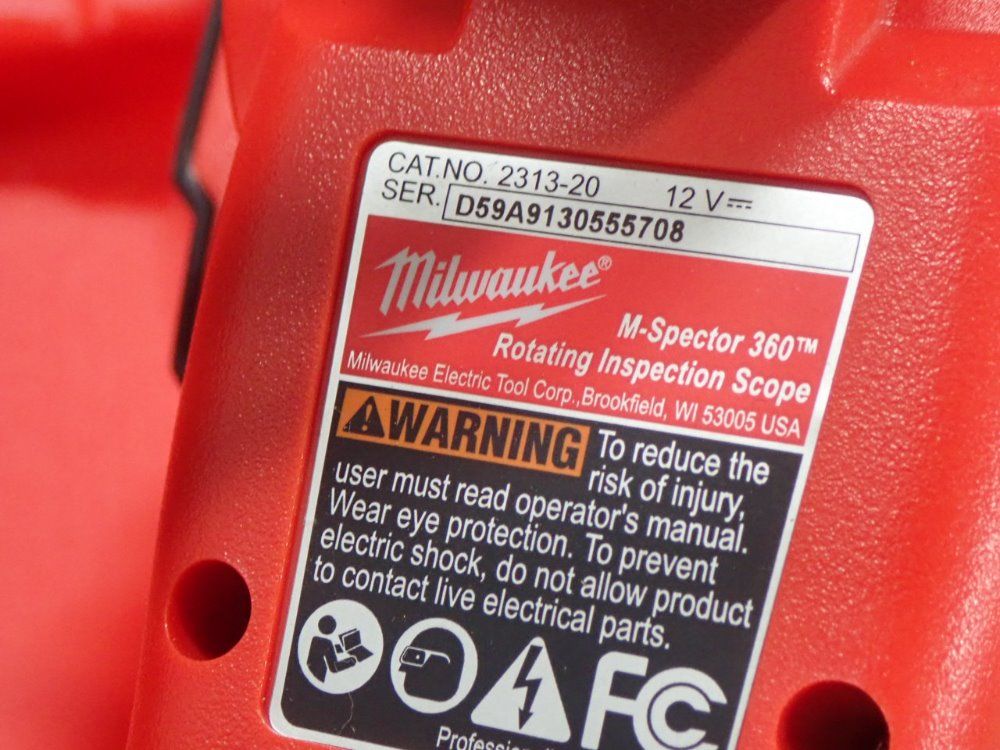 CAT.NO. 2313-20 12 V⎓
SER. D59A9130555708
Milwaukee®
M-Spector 360™
Rotating Inspection Scope
Milwaukee Electric Tool Corp., Brookfield, WI 53005 USA
WARNING To reduce the
risk of injury,
user must read operator's manual.
Wear eye protection. To prevent
electric shock, do not allow product
to contact live electrical parts.
FC